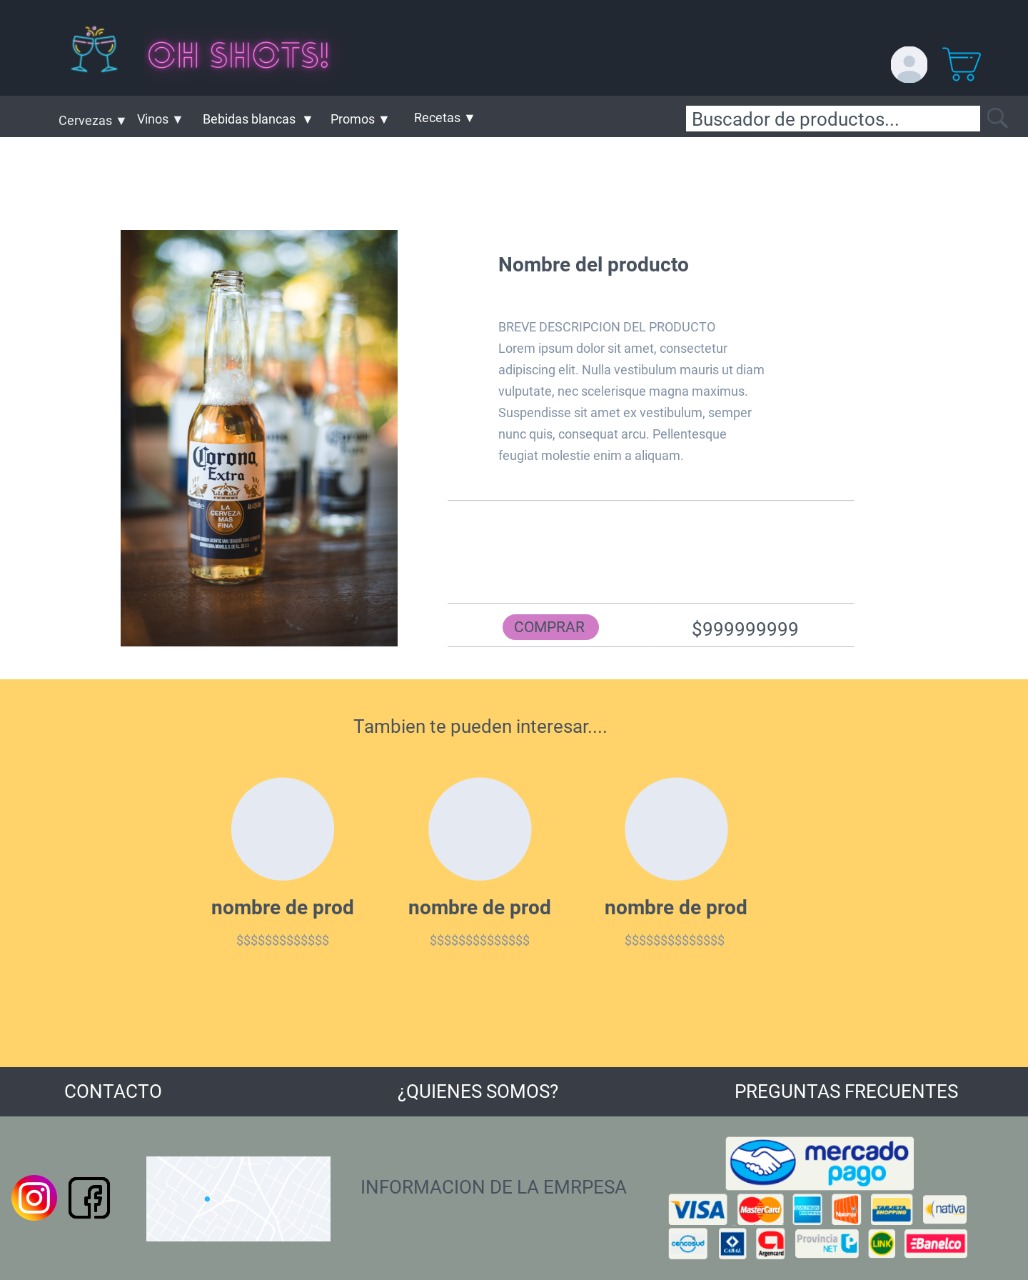 OH SHOTS!
Cervezas ▼ Vinos ▼ Bebidas blancas ▼ Promos ▼ Recetas ▼
Buscador de productos...
Nombre del producto
BREVE DESCRIPCION DEL PRODUCTO
Lorem ipsum dolor sit amet, consectetur
adipiscing elit. Nulla vestibulum mauris ut diam
vulputate, nec scelerisque magna maximus.
Suspendisse sit amet ex vestibulum, semper
nunc quis, consequat arcu. Pellentesque
feugiat molestie enim a aliquam.
Corona
Extra
LA
CERVEZA
MAS
FINA
COMPRAR $999999999
Tambien te pueden interesar....
nombre de prod nombre de prod nombre de prod
$$$$$$$$$$$$$ $$$$$$$$$$$$$$ $$$$$$$$$$$$$$
CONTACTO ¿QUIENES SOMOS? PREGUNTAS FRECUENTES
INFORMACION DE LA EMRPESA
mercado
pago
VISA MasterCard TARJETA SHOPPING nativa
cencosud CABAL Argencard Provincia NET LINK Banelco